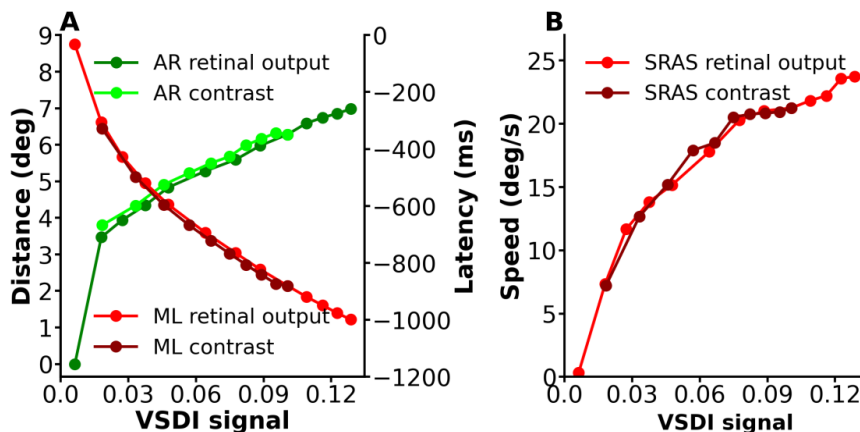 A
B
9
8
7
6
5
4
3
2
1
0
Distance (deg)
AR retinal output
AR contrast
ML retinal output
ML contrast
0
−200
−400
−600
−800
−1000
−1200
Latency (ms)
0.0 0.03 0.06 0.09 0.12
VSDI signal
25
20
15
10
5
0
Speed (deg/s)
SRAS retinal output
SRAS contrast
0.0 0.03 0.06 0.09 0.12
VSDI signal